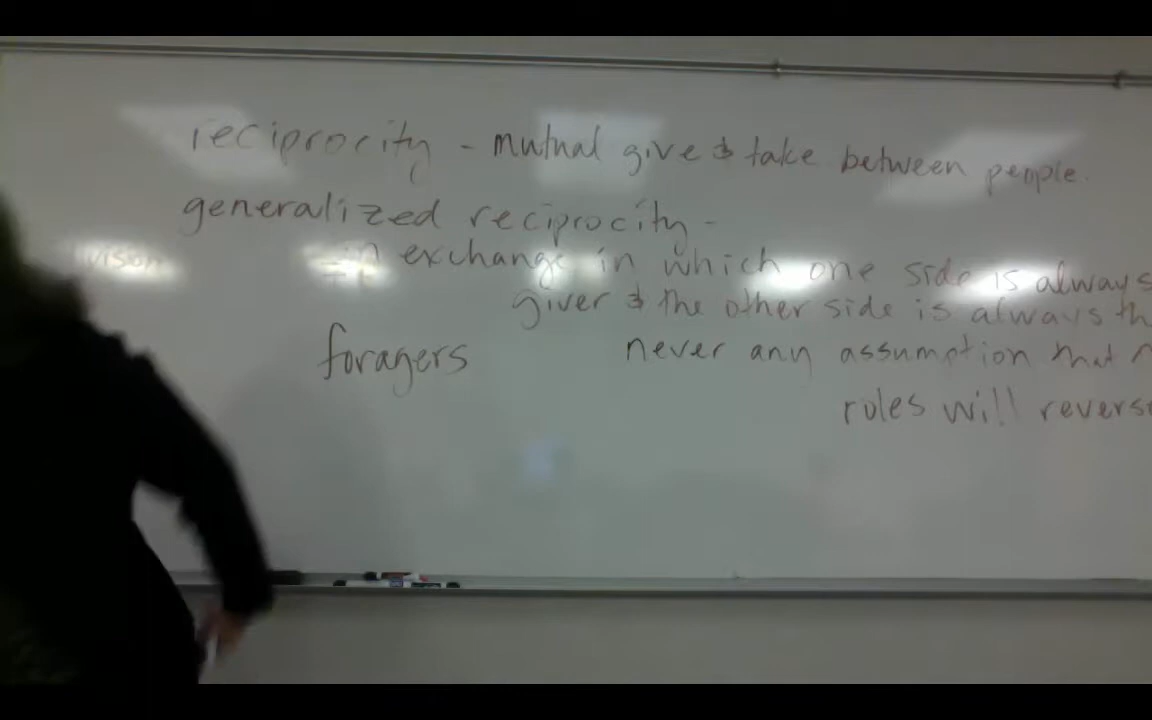 reciprocity - mutual give & take between people.
generalized reciprocity -
exchange in which one side is always
giver & the other side is always th
foragers never any assumption that
roles will revers